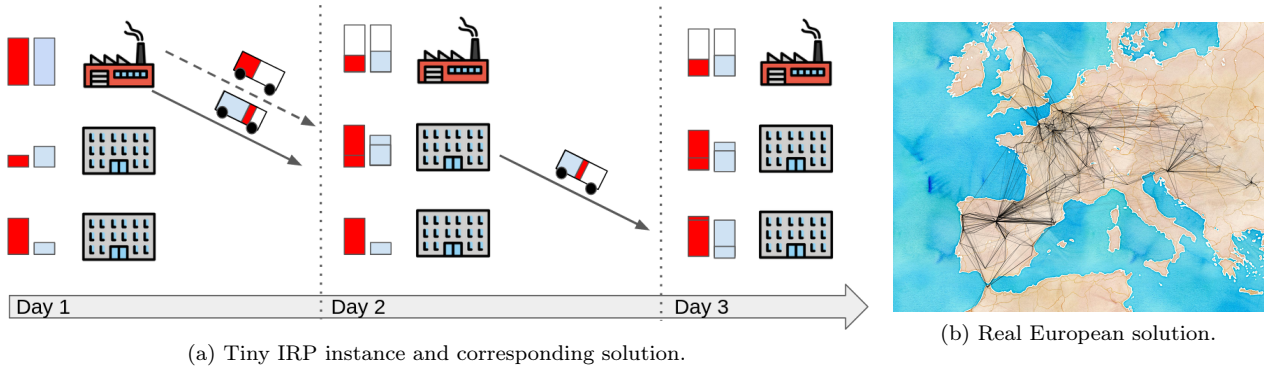 Day 1
Day 2
Day 3
(a) Tiny IRP instance and corresponding solution.
(b) Real European solution.